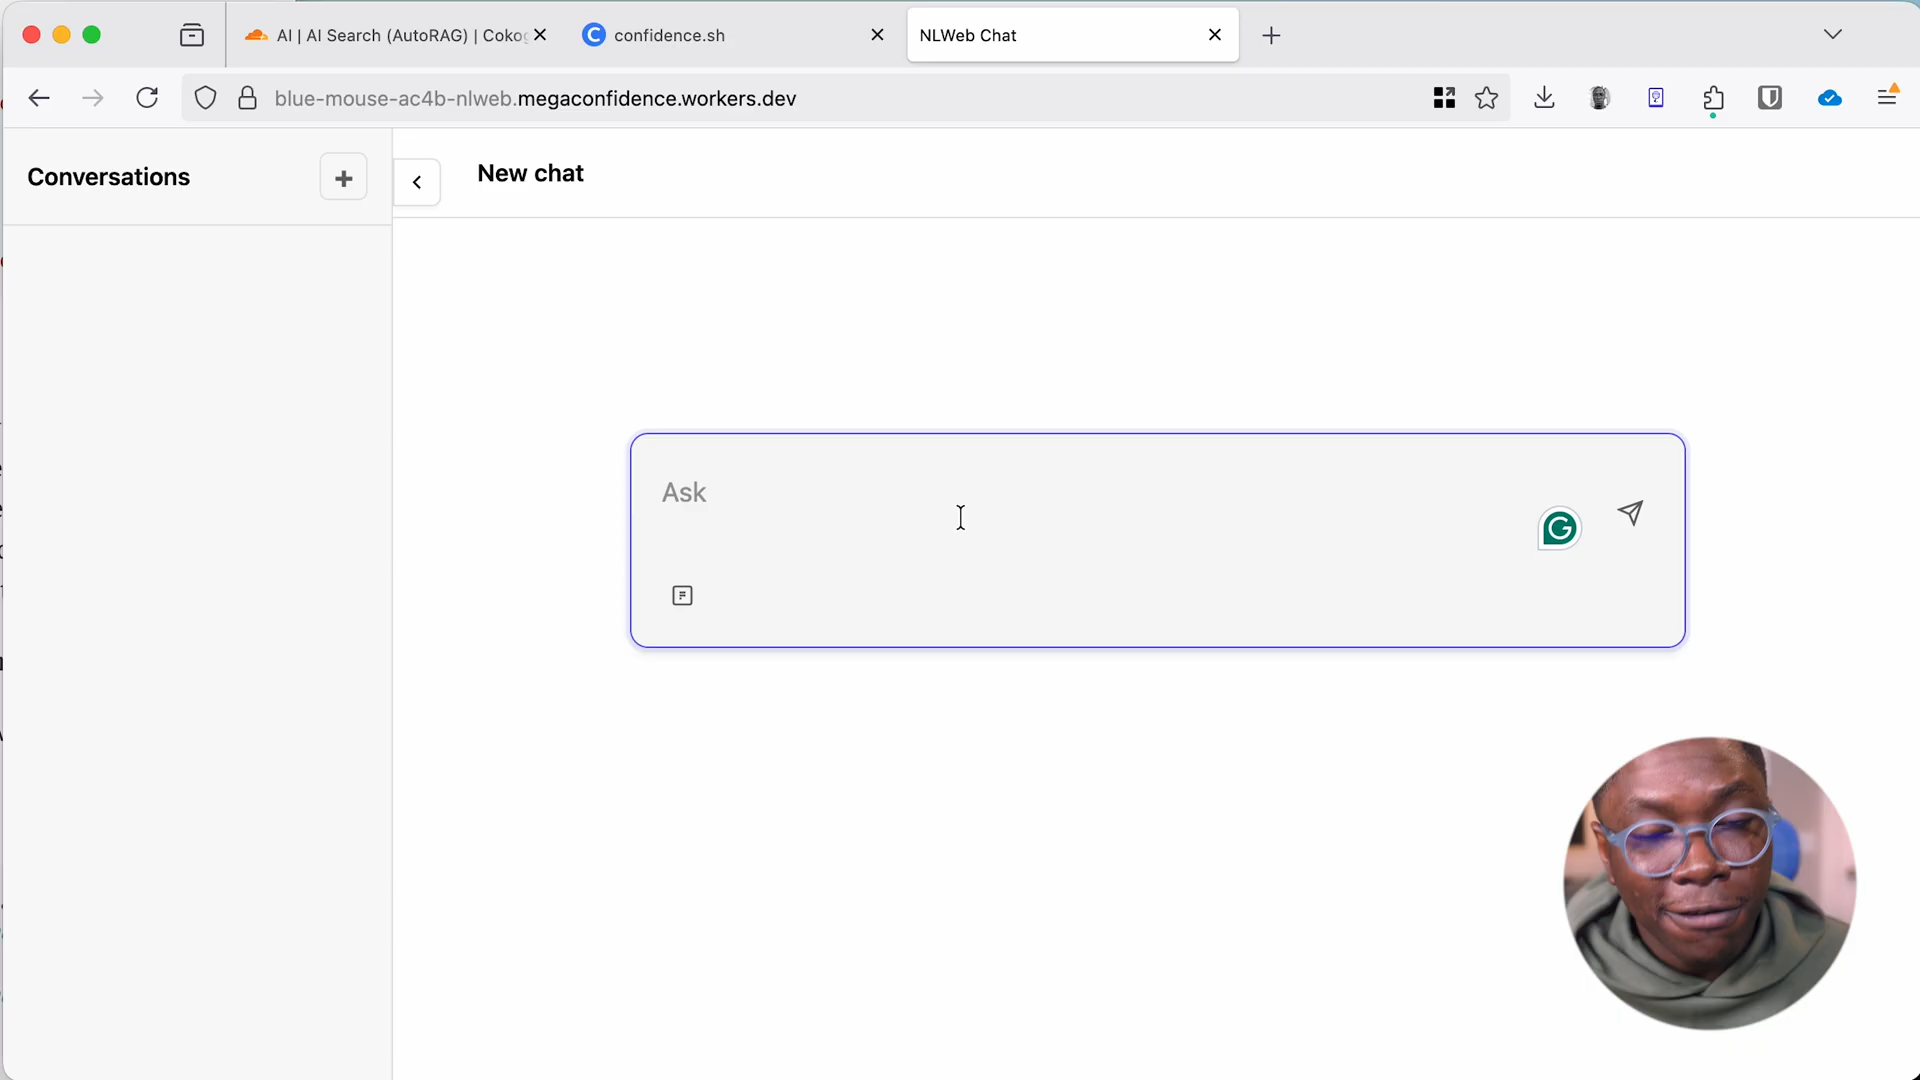 AI | AI Search (AutoRAG) | Cokog
confidence.sh
NLWeb Chat
blue-mouse-ac4b-nlweb.megaconfidence.workers.dev
Conversations
New chat
Ask